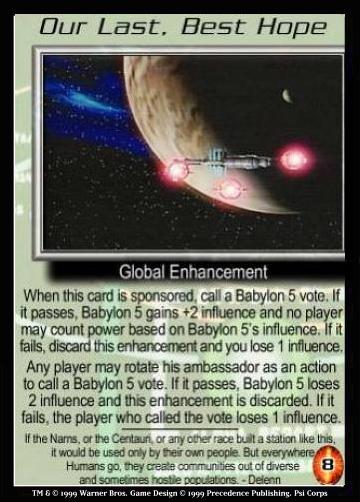 Our Last, Best Hope
Global Enhancement
When this card is sponsored, call a Babylon 5 vote. If
it passes, Babylon 5 gains +2 influence and no player
may count power based on Babylon 5's influence. If it
fails, discard this enhancement and you lose 1 influence.
Any player may rotate his ambassador as an action
to call a Babylon 5 vote. If it passes, Babylon 5 loses
2 influence and this enhancement is discarded. If it
fails, the player who called the vote loses 1 influence.
If the Narns, or the Centauri, or any other race built a station like this,
it would be used only by their own people. But everywhere
Humans go, they create communities out of diverse
and sometimes hostile populations. - Delenn
8
TM & © 1999 Warner Bros. Game Design © 1999 Precedence Publishing. Psi Corps